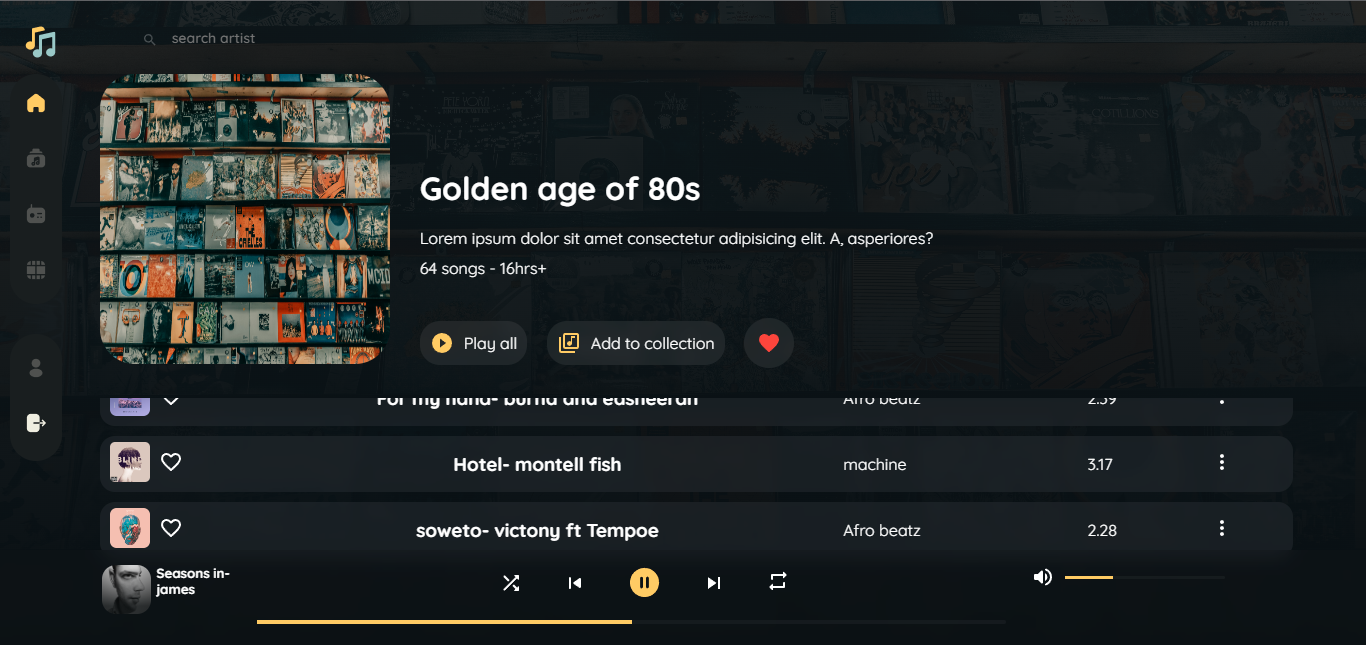 search artist
Golden age of 80s
Lorem ipsum dolor sit amet consectetur adipisicing elit. A, asperiores?
64 songs - 16hrs+
Play all
Add to collection
For my hand- burna and edsheeran Afro beatz 2.39
Hotel- montell fish machine 3.17
soweto- victony ft Tempoe Afro beatz 2.28
Seasons in-
james